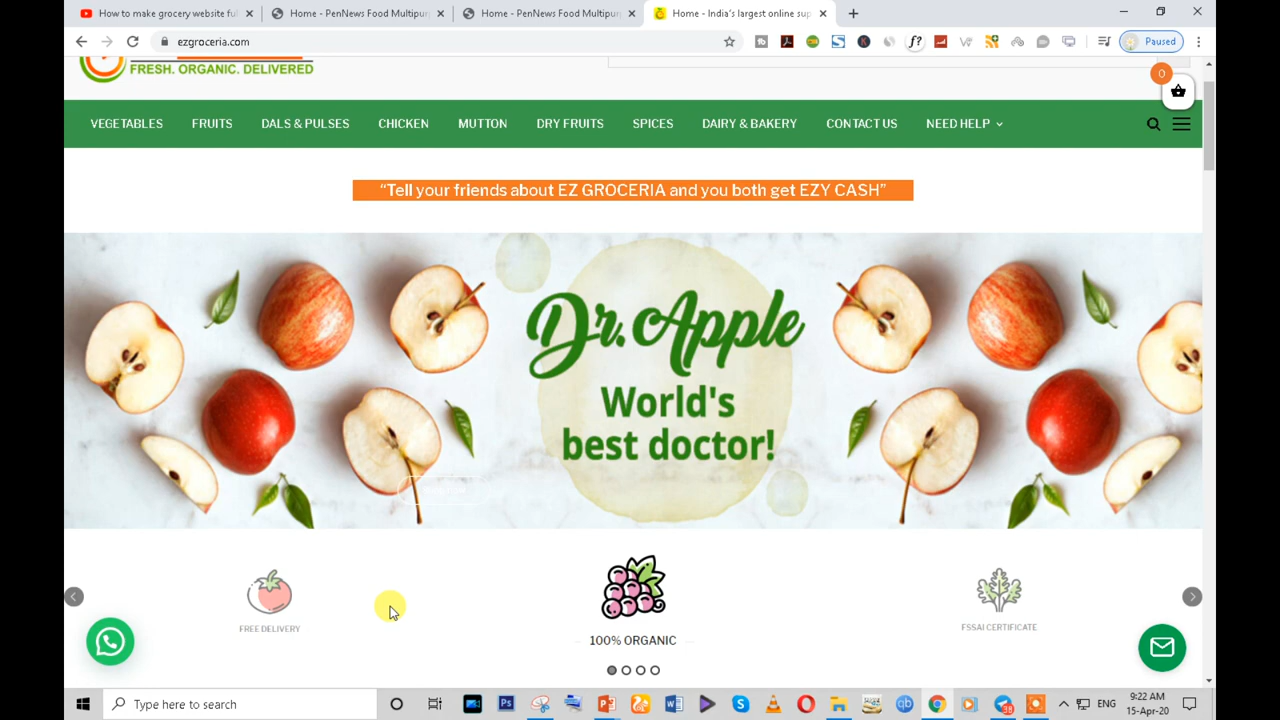 How to make grocery website ful
Home - PenNews Food Multipur
Home - PenNews Food Multipur
Home - India's largest online sup
ezgroceria.com
Paused
FRESH. ORGANIC. DELIVERED
0
VEGETABLES FRUITS DALS & PULSES CHICKEN MUTTON DRY FRUITS SPICES DAIRY & BAKERY CONTACT US NEED HELP
“Tell your friends about EZ GROCERIA and you both get EZY CASH”
Dr. Apple
World's
best doctor!
FREE DELIVERY
100% ORGANIC
FSSAI CERTIFICATE
Type here to search
38
ENG
9:22 AM
15-Apr-20